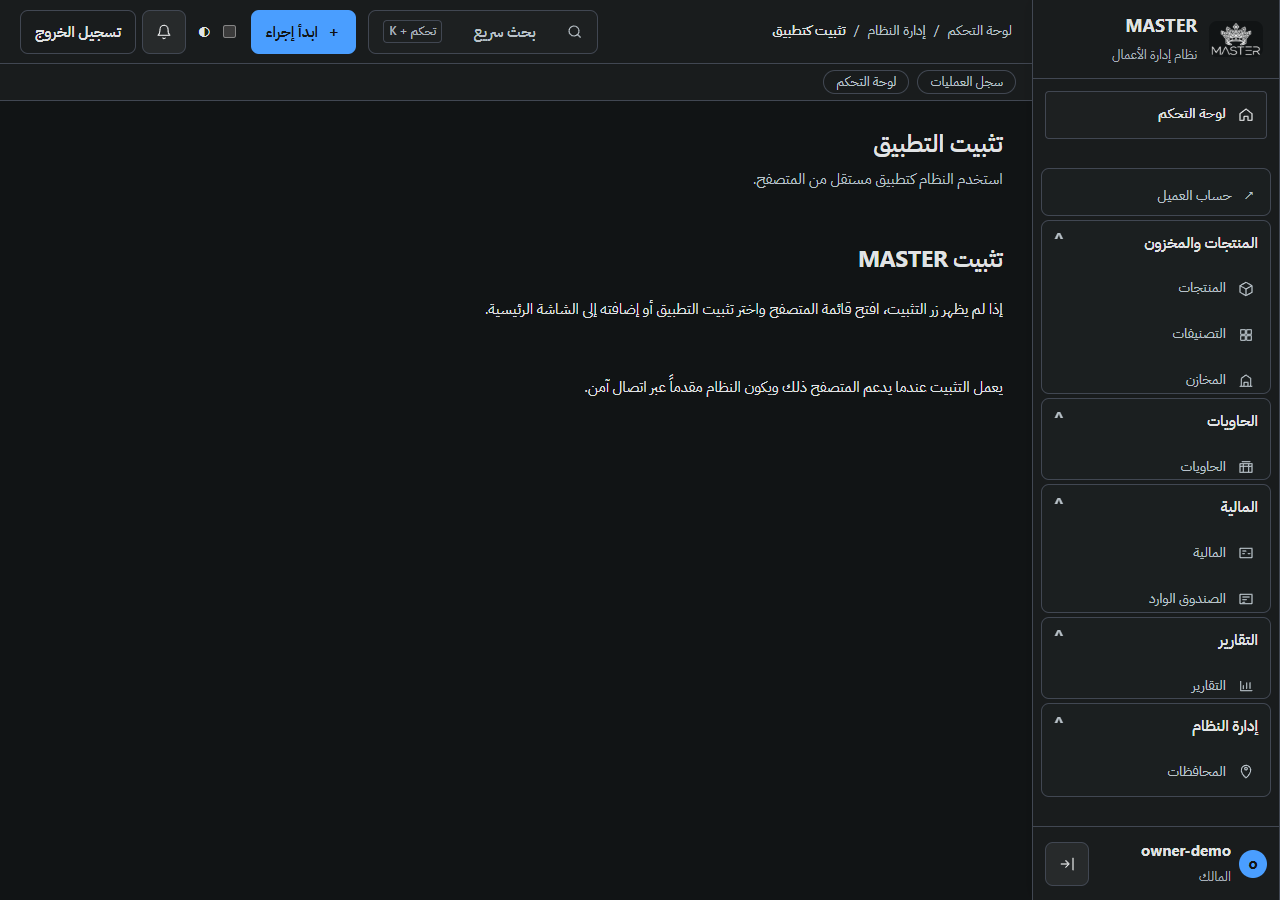 MASTER
MASTER
نظام إدارة الأعمال
لوحة التحكم
حساب العميل ↗
المنتجات والمخزون
المنتجات
التصنيفات
المخازن
الحاويات
الحاويات
المالية
المالية
الصندوق الوارد
التقارير
التقارير
إدارة النظام
المحافظات
owner-demo
o
المالك
لوحة التحكم / إدارة النظام / تثبيت كتطبيق
بحث سريع تحكم + K
+ ابدأ إجراء
تسجيل الخروج
سجل العمليات
لوحة التحكم
تثبيت التطبيق
استخدم النظام كتطبيق مستقل من المتصفح.
تثبيت MASTER
إذا لم يظهر زر التثبيت، افتح قائمة المتصفح واختر تثبيت التطبيق أو إضافته إلى الشاشة الرئيسية.
يعمل التثبيت عندما يدعم المتصفح ذلك ويكون النظام مقدماً عبر اتصال آمن.